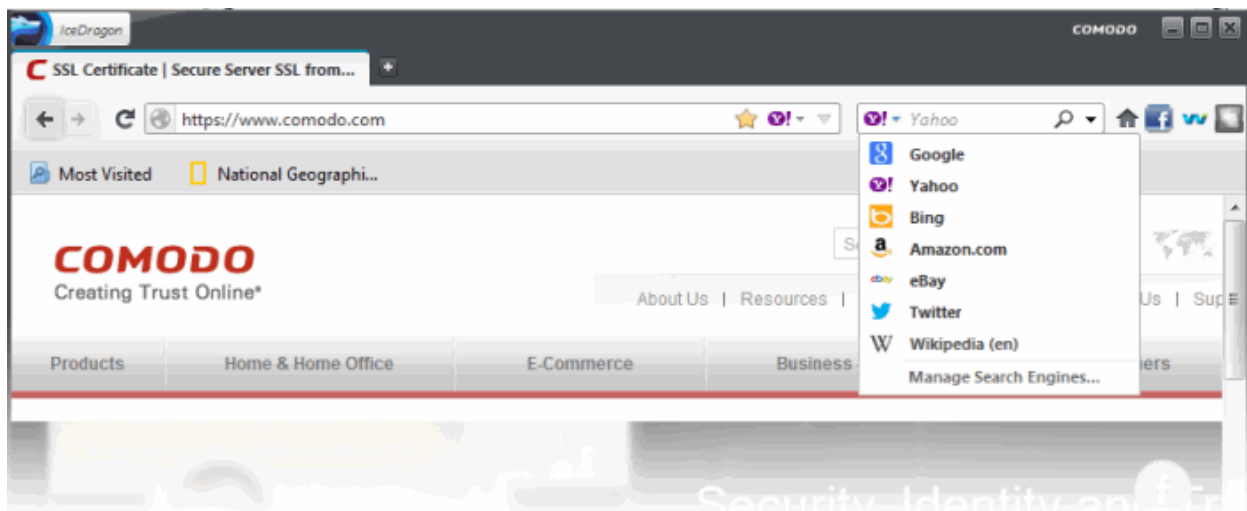 IceDragon
COMODO
SSL Certificate | Secure Server SSL from...
https://www.comodo.com
Yahoo
Most Visited
National Geographi...
Google
Yahoo
Bing
Amazon.com
eBay
Twitter
Wikipedia (en)
Manage Search Engines...
COMODO
Creating Trust Online*
About Us | Resources | Us | Sup
Products Home & Home Office E-Commerce Business ers
Security, Identity and Tr